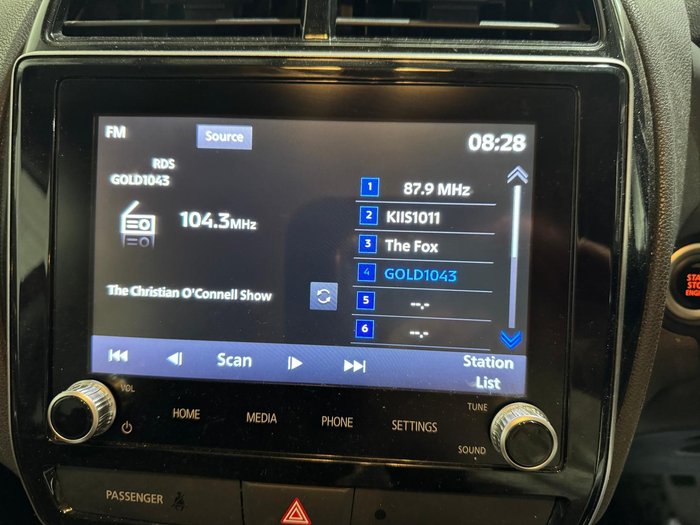 FM
Source
08:28
RDS
GOLD1043
104.3MHz
The Christian O'Connell Show
1 87.9 MHz
2 KIIS1011
3 The Fox
4 GOLD1043
5 --.-
6 --.-
Scan
Station
List
VOL
HOME
MEDIA
PHONE
SETTINGS
TUNE
SOUND
PASSENGER
STOP